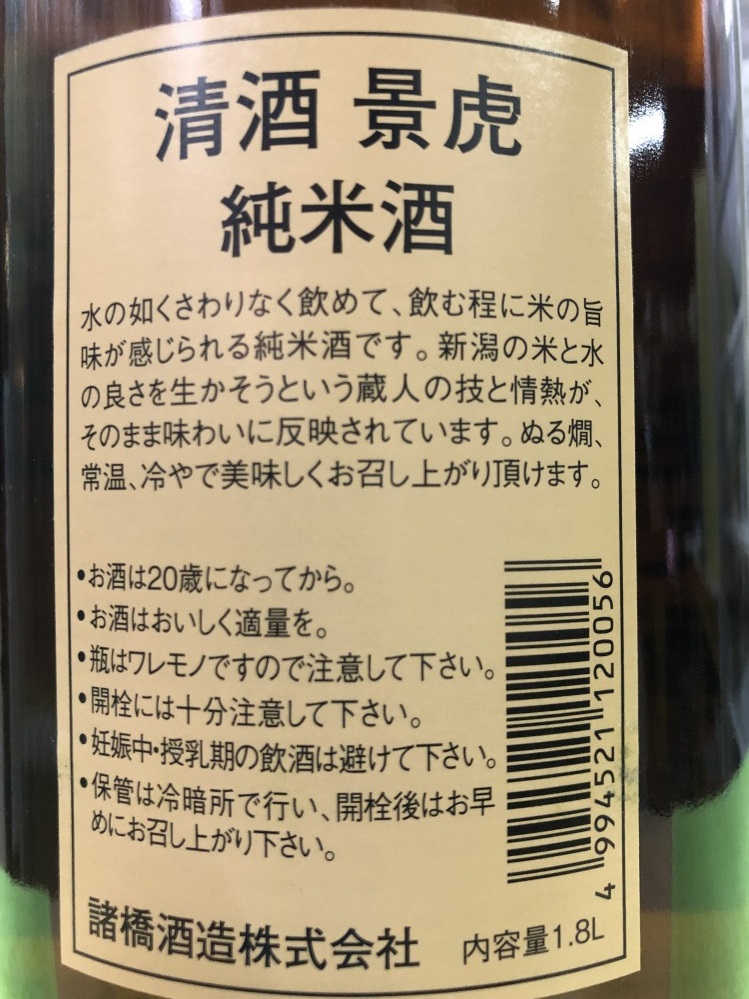 清酒 景虎
純米酒
水の如くさわりなく飲めて、飲む程に米の旨
味が感じられる純米酒です。新潟の米と水
の良さを生かそうという蔵人の技と情熱が、
そのまま味わいに反映されています。ぬる燗、
常温、冷やで美味しくお召し上がり頂けます。
•お酒は20歳になってから。
•お酒はおいしく適量を。
•瓶はワレモノですので注意して下さい。
•開栓には十分注意して下さい。
•妊娠中・授乳期の飲酒は避けて下さい。
•保管は冷暗所で行い、開栓後はお早
めにお召し上がり下さい。
4 994521 120056
諸橋酒造株式会社
内容量1.8L